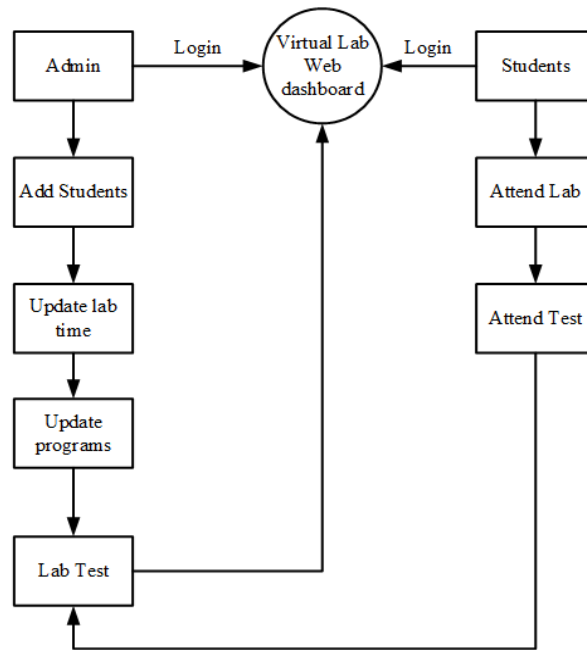 Admin
Login
Virtual Lab
Web
dashboard
Login
Students
Add Students
Attend Lab
Update lab
time
Attend Test
Update
programs
Lab Test